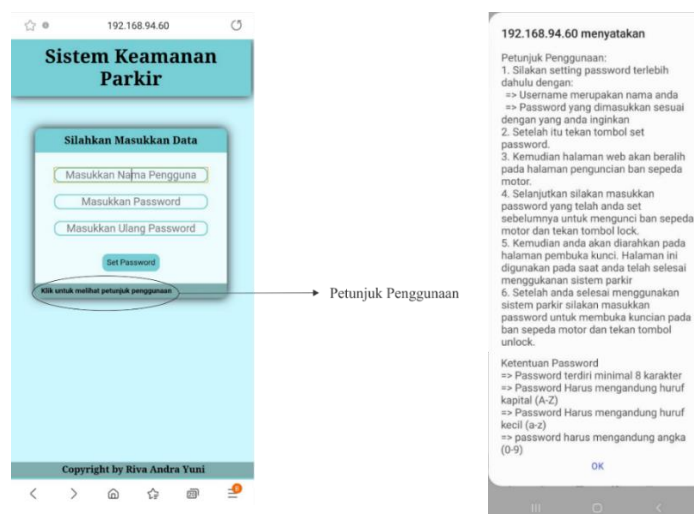 192.168.94.60
Sistem Keamanan
Parkir
Silahkan Masukkan Data
Masukkan Nama Pengguna
Masukkan Password
Masukkan Ulang Password
Set Password
Klik untuk melihat petunjuk penggunaan
Copyright by Riva Andra Yuni
Petunjuk Penggunaan
192.168.94.60 menyatakan
Petunjuk Penggunaan:
1. Silakan setting password terlebih
dahulu dengan:
=> Username merupakan nama anda
=> Password yang dimasukkan sesuai
dengan yang anda inginkan
2. Setelah itu tekan tombol set
password.
3. Kemudian halaman web akan beralih
pada halaman penguncian ban sepeda
motor.
4. Selanjutkan silakan masukkan
password yang telah anda set
sebelumnya untuk mengunci ban sepeda
motor dan tekan tombol lock.
5. Kemudian anda akan diarahkan pada
halaman pembuka kunci. Halaman ini
digunakan pada saat anda telah selesai
menggukanan sistem parkir
6. Setelah anda selesai menggunakan
sistem parkir silakan masukkan
password untuk membuka kuncian pada
ban sepeda motor dan tekan tombol
unlock.
Ketentuan Password
=> Password terdiri minimal 8 karakter
=> Password Harus mengandung huruf
kapital (A-Z)
=> Password Harus mengandung huruf
kecil (a-z)
=> password harus mengandung angka
(0-9)
OK